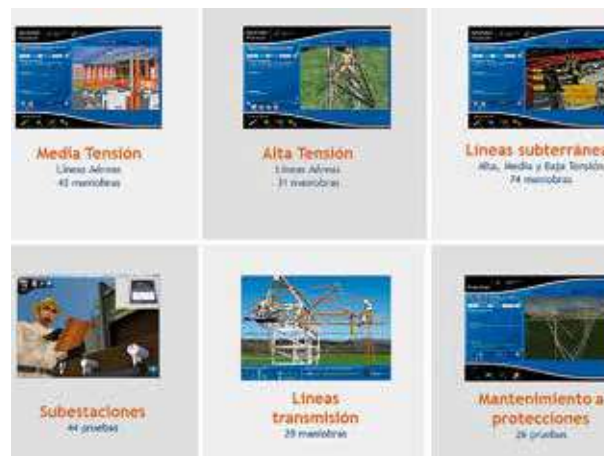 Media Tensión
Líneas Aéreas
43 maniobras
Alta Tensión
Líneas Aéreas
31 maniobras
Líneas subterránea
Alta, Media y Baja Tensión
74 maniobras
Subestaciones
44 pruebas
Líneas
transmisión
maniobras
Mantenimiento a
protecciones
26 pruebas